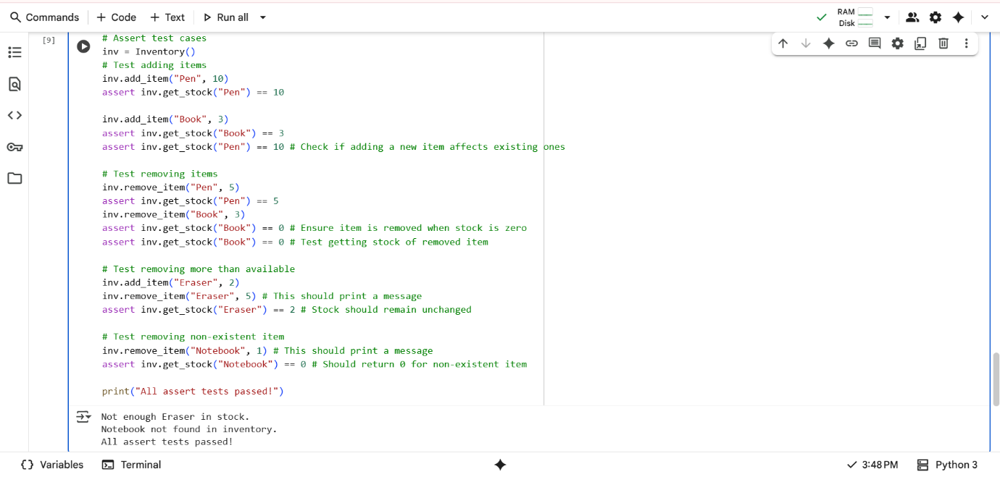 Commands + Code + Text Run all
RAM
Disk
[9]
# Assert test cases
inv = Inventory()
# Test adding items
inv.add_item("Pen", 10)
assert inv.get_stock("Pen") == 10
inv.add_item("Book", 3)
assert inv.get_stock("Book") == 3
assert inv.get_stock("Pen") == 10 # Check if adding a new item affects existing ones
# Test removing items
inv.remove_item("Pen", 5)
assert inv.get_stock("Pen") == 5
inv.remove_item("Book", 3)
assert inv.get_stock("Book") == 0 # Ensure item is removed when stock is zero
assert inv.get_stock("Book") == 0 # Test getting stock of removed item
# Test removing more than available
inv.add_item("Eraser", 2)
inv.remove_item("Eraser", 5) # This should print a message
assert inv.get_stock("Eraser") == 2 # Stock should remain unchanged
# Test removing non-existent item
inv.remove_item("Notebook", 1) # This should print a message
assert inv.get_stock("Notebook") == 0 # Should return 0 for non-existent item
print("All assert tests passed!")
Not enough Eraser in stock.
Notebook not found in inventory.
All assert tests passed!
{} Variables Terminal 3:48 PM Python 3